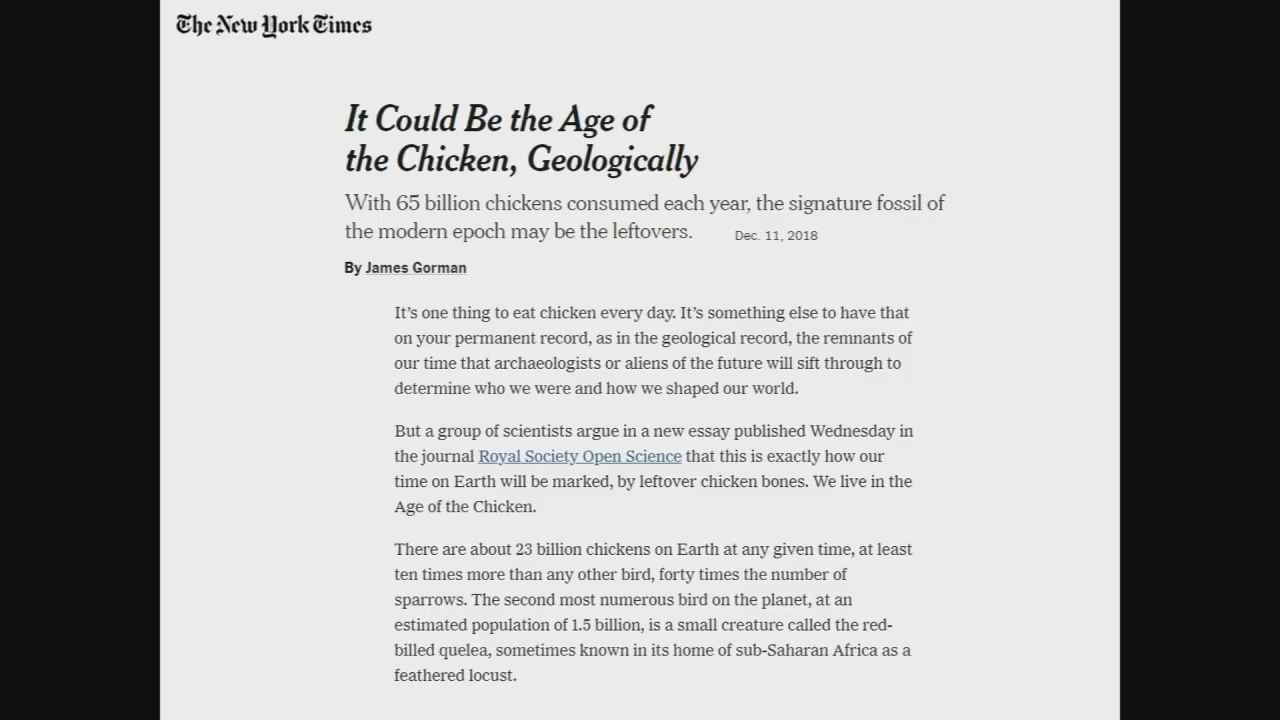 The New York Times
It Could Be the Age of
the Chicken, Geologically
With 65 billion chickens consumed each year, the signature fossil of
the modern epoch may be the leftovers. Dec. 11, 2018
By James Gorman
It’s one thing to eat chicken every day. It’s something else to have that
on your permanent record, as in the geological record, the remnants of
our time that archaeologists or aliens of the future will sift through to
determine who we were and how we shaped our world.
But a group of scientists argue in a new essay published Wednesday in
the journal Royal Society Open Science that this is exactly how our
time on Earth will be marked, by leftover chicken bones. We live in the
Age of the Chicken.
There are about 23 billion chickens on Earth at any given time, at least
ten times more than any other bird, forty times the number of
sparrows. The second most numerous bird on the planet, at an
estimated population of 1.5 billion, is a small creature called the red-
billed quelea, sometimes known in its home of sub-Saharan Africa as a
feathered locust.